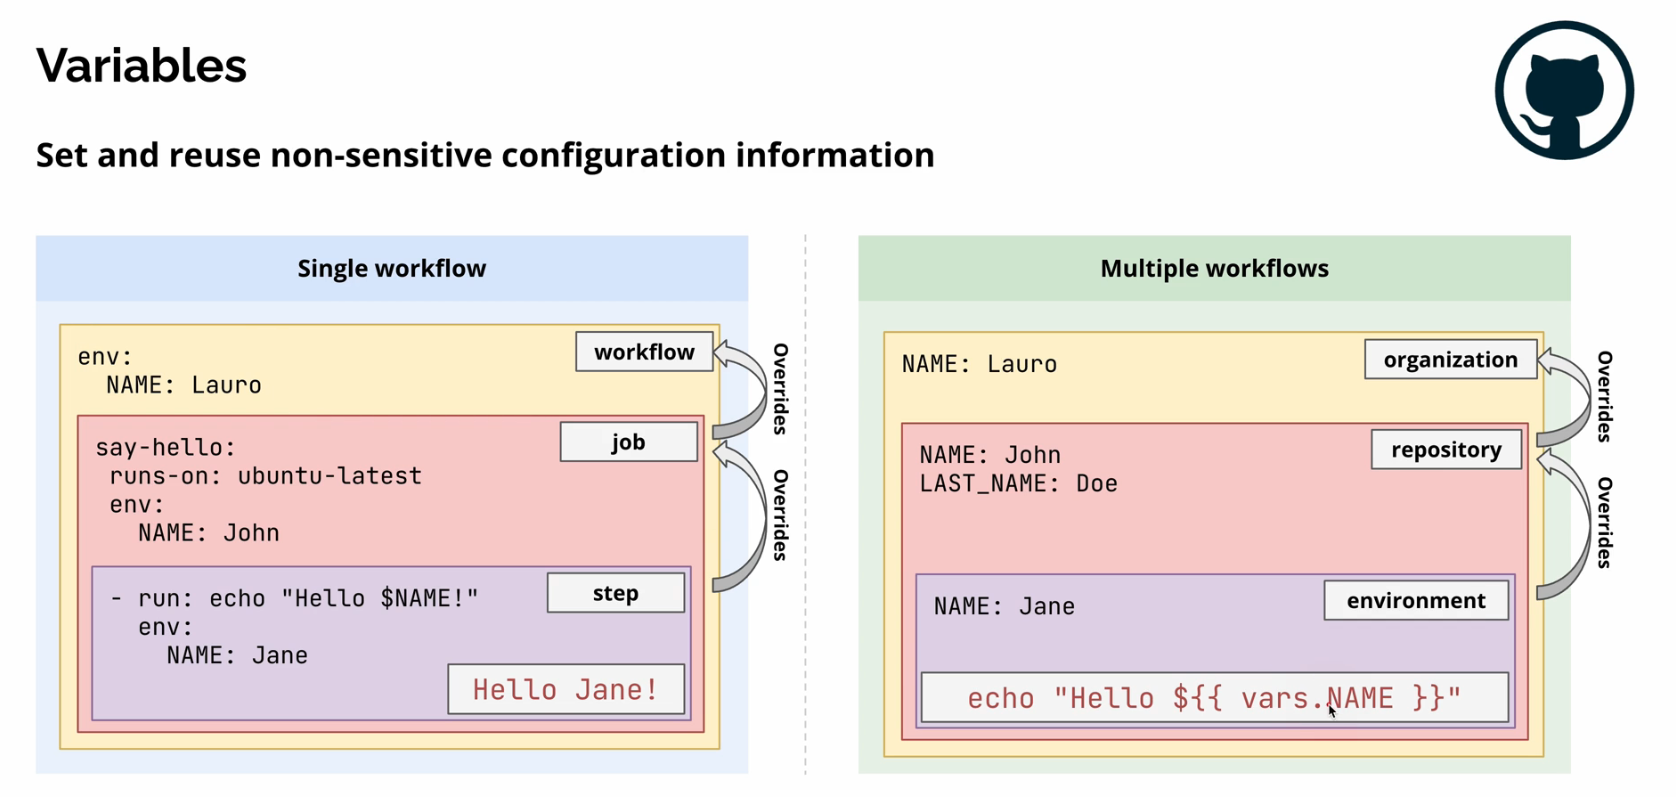 Variables
Set and reuse non-sensitive configuration information
Single workflow
workflow
env:
NAME: Lauro
job
say-hello:
runs-on: ubuntu-latest
env:
NAME: John
step
- run: echo "Hello $NAME!"
env:
NAME: Jane
Hello Jane!
Overrides
Overrides
Multiple workflows
organization
NAME: Lauro
repository
NAME: John
LAST_NAME: Doe
environment
NAME: Jane
echo "Hello ${{ vars.NAME }}"
Overrides
Overrides